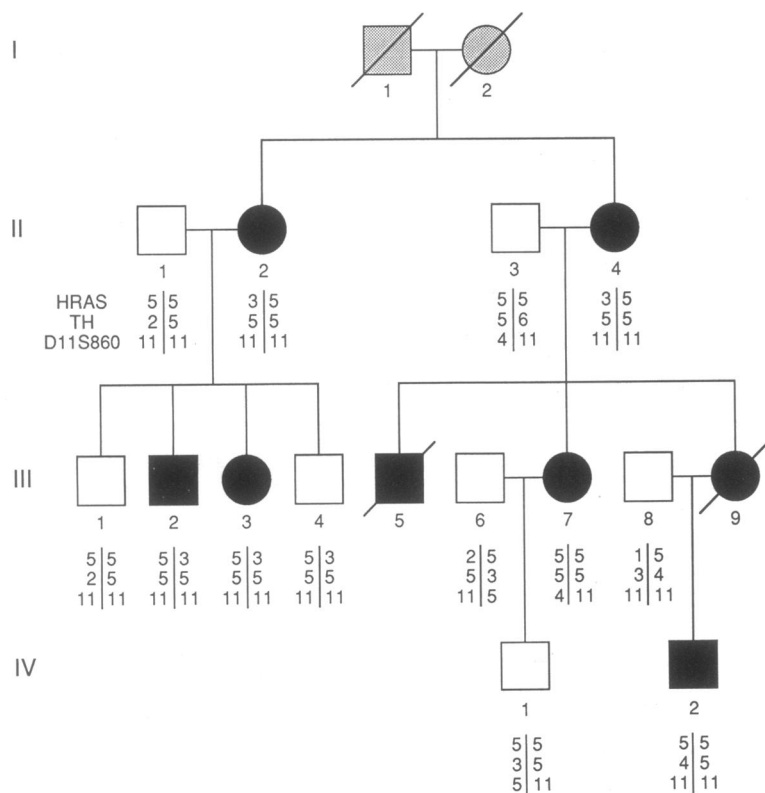 I
1 2
II
1 2 3 4
HRAS 5 5 3 5 5 5 3 5
TH 2 5 5 5 5 6 5 5
D11S860 11 11 11 11 4 11 11 11
III
1 2 3 4 5 6 7 8 9
5 5 5 3 5 3 5 3 2 5 5 5 1 5
2 5 5 5 5 5 5 5 5 3 5 5 3 4
11 11 11 11 11 11 11 11 11 5 4 11 11 11
IV
1 2
5 5 5 5
3 5 4 5
5 11 11 11